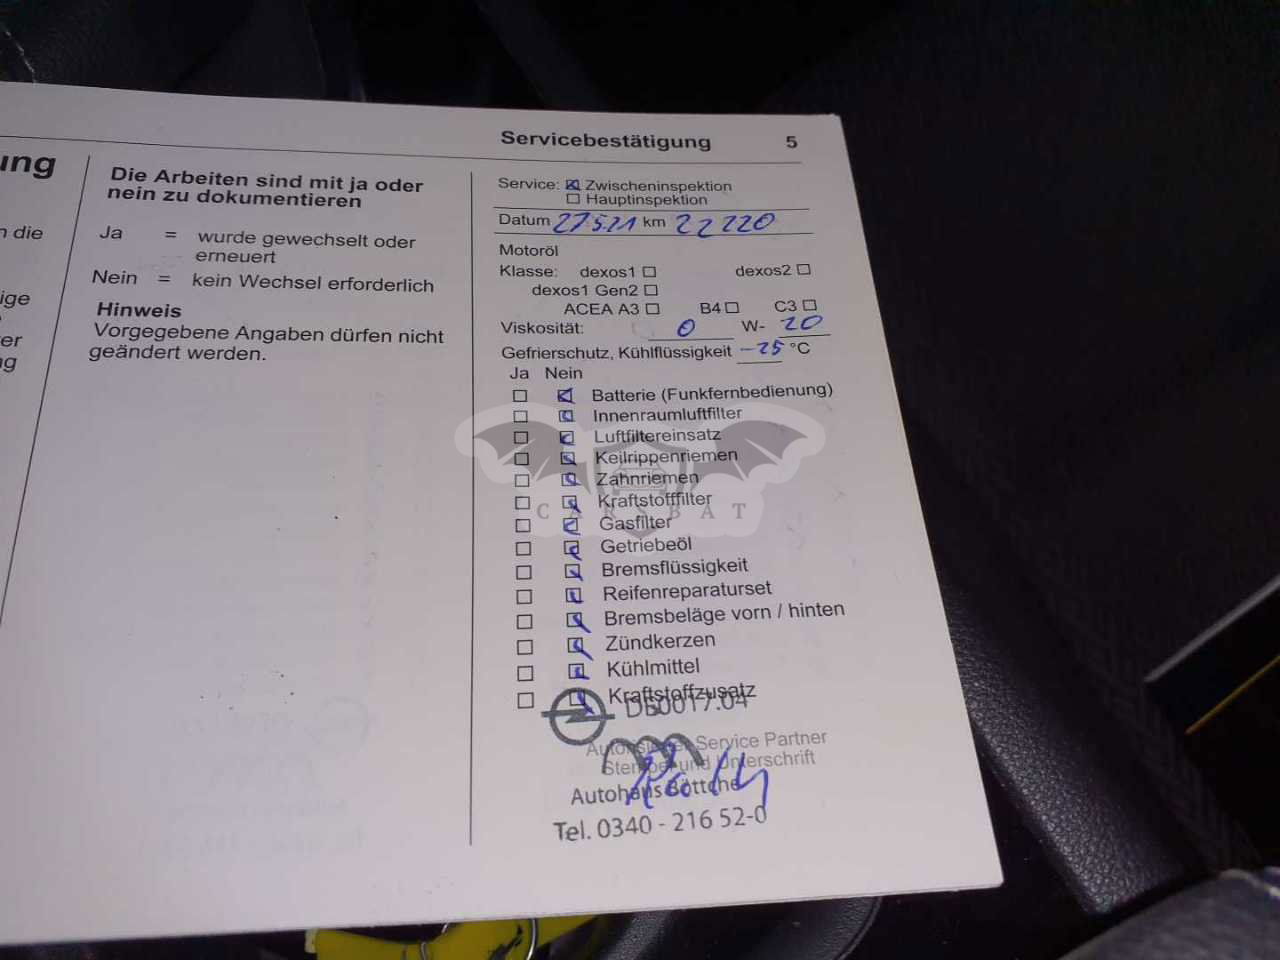 ung
n die
ige
er
g
Die Arbeiten sind mit ja oder
nein zu dokumentieren
Ja = wurde gewechselt oder
erneuert
Nein = kein Wechsel erforderlich
Hinweis
Vorgegebene Angaben dürfen nicht
geändert werden.
Servicebestätigung 5
Service: ☒ Zwischeninspektion
☐ Hauptinspektion
Datum 27.5.21 km 22220
Motoröl
Klasse: dexos1 ☐ dexos2 ☐
dexos1 Gen2 ☐
ACEA A3 ☐ B4 ☐ C3 ☐
Viskosität: 0 W- 20
Gefrierschutz, Kühlflüssigkeit -25 °C
Ja Nein
☐ ☒ Batterie (Funkfernbedienung)
☐ ☒ Innenraumluftfilter
☐ ☒ Luftfiltereinsatz
☐ ☒ Keilrippenriemen
☐ ☒ Zahnriemen
☐ ☒ Kraftstofffilter
☐ ☒ Gasfilter
☐ ☒ Getriebeöl
☐ ☒ Bremsflüssigkeit
☐ ☒ Reifenreparaturset
☐ ☒ Bremsbeläge vorn / hinten
☐ ☒ Zündkerzen
☐ ☒ Kühlmittel
☐ ☒ Kraftstoffzusatz
DE0017.04
Autorisierter Service Partner
Stempel und Unterschrift
Autohaus Böttche
Tel. 0340 - 216 52-0
CARSBAT